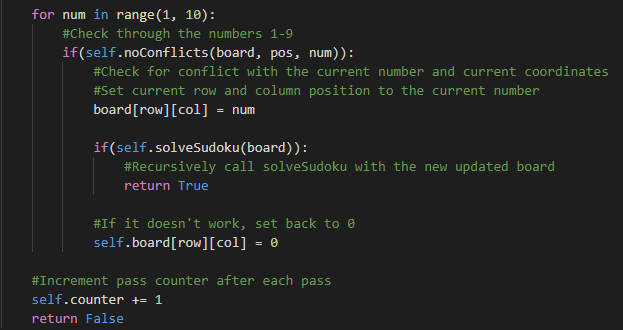 for num in range(1, 10):
    #Check through the numbers 1-9
    if(self.noConflicts(board, pos, num)):
        #Check for conflict with the current number and current coordinates
        #Set current row and column position to the current number
        board[row][col] = num

        if(self.solveSudoku(board)):
            #Recursively call solveSudoku with the new updated board
            return True

        #If it doesn't work, set back to 0
        self.board[row][col] = 0

#Increment pass counter after each pass
self.counter += 1
return False